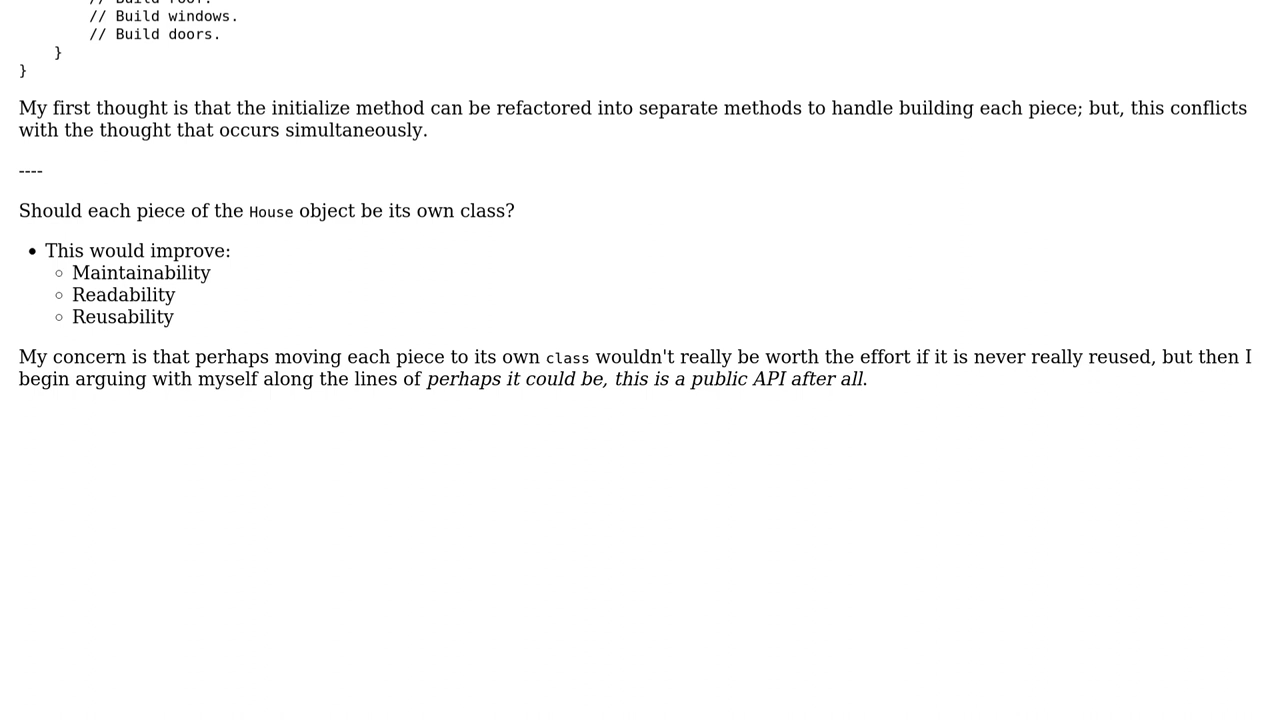 // Build roof.
// Build windows.
// Build doors.
}
}
My first thought is that the initialize method can be refactored into separate methods to handle building each piece; but, this conflicts
with the thought that occurs simultaneously.
----
Should each piece of the House object be its own class?
• This would improve:
◦ Maintainability
◦ Readability
◦ Reusability
My concern is that perhaps moving each piece to its own class wouldn't really be worth the effort if it is never really reused, but then I
begin arguing with myself along the lines of perhaps it could be, this is a public API after all.